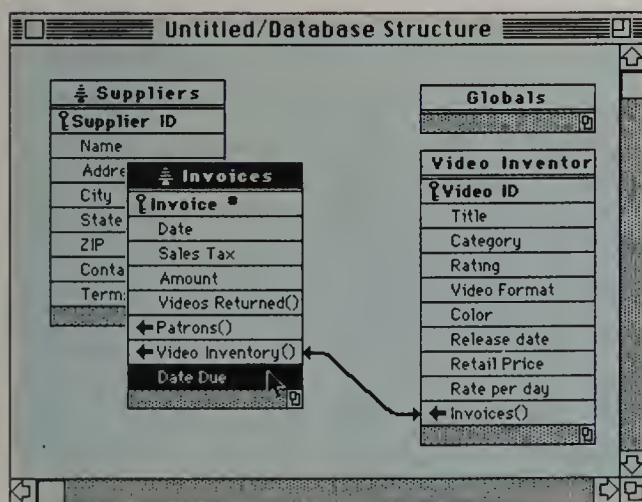 Untitled/Database Structure
Suppliers
Supplier ID
Name
Addre
City
State
ZIP
Conta
Term
Invoices
Invoice #
Date
Sales Tax
Amount
Videos Returned()
Patrons()
Video Inventory()
Date Due
Globals
Video Inventor
Video ID
Title
Category
Rating
Video Format
Color
Release date
Retail Price
Rate per day
Invoices()